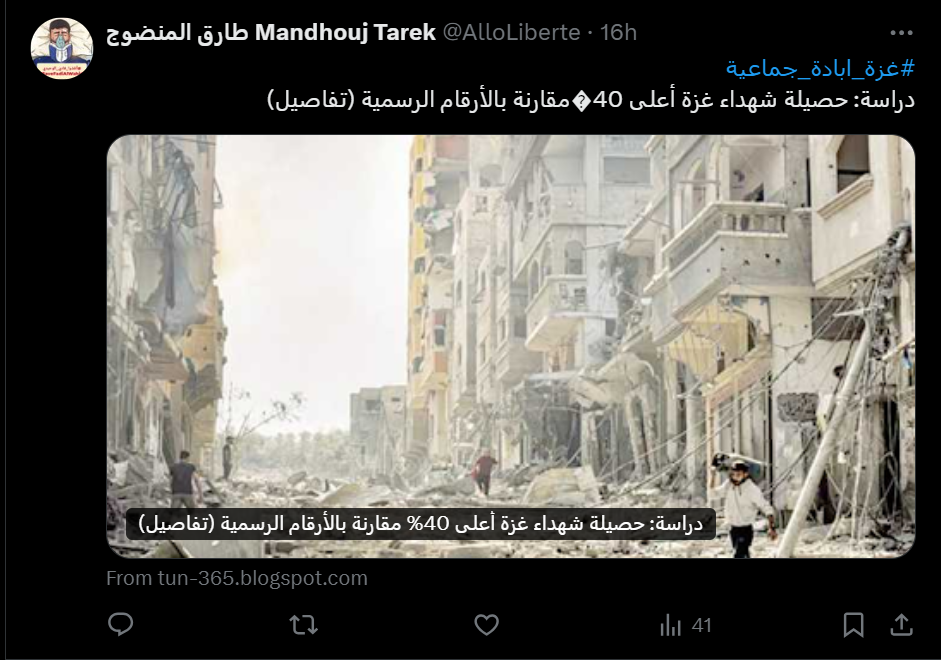 طارق المنضوج Mandhouj Tarek @AlloLiberte · 16h
#غزة_ابادة_جماعية
دراسة: حصيلة شهداء غزة أعلى 40�مقارنة بالأرقام الرسمية (تفاصيل)
دراسة: حصيلة شهداء غزة أعلى 40% مقارنة بالأرقام الرسمية (تفاصيل)
From tun-365.blogspot.com
41